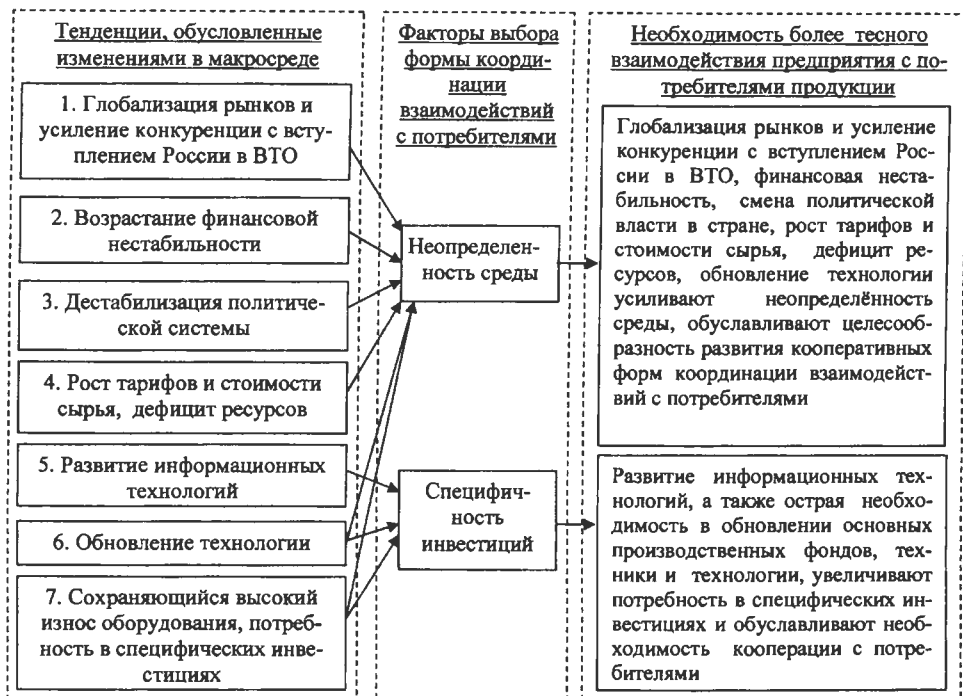 Тенденции, обусловленные
изменениями в макросреде
1. Глобализация рынков и
усиление конкуренции с всту-
плением России в ВТО
2. Возрастание финансовой
нестабильности
3. Дестабилизация политиче-
ской системы
4. Рост тарифов и стоимости
сырья, дефицит ресурсов
5. Развитие информационных
технологий
6. Обновление технологии
7. Сохраняющийся высокий
износ оборудования, потреб-
ность в специфических инве-
стициях
Факторы выбора
формы коорди-
нации
взаимодействий
с потребителями
Неопределен-
ность среды
Специфич-
ность
инвестиций
Необходимость более тесного
взаимодействия предприятия с по-
требителями продукции
Глобализация рынков и усиление
конкуренции с вступлением Рос-
сии в ВТО, финансовая неста-
бильность, смена политической
власти в стране, рост тарифов и
стоимости сырья, дефицит ре-
сурсов, обновление технологии
усиливают неопределённость
среды, обуславливают целесооб-
разность развития кооперативных
форм координации взаимодейст-
вий с потребителями
Развитие информационных тех-
нологий, а также острая необхо-
димость в обновлении основных
производственных фондов, тех-
ники и технологии, увеличивают
потребность в специфических ин-
вестициях и обуславливают необ-
ходимость кооперации с потре-
бителями